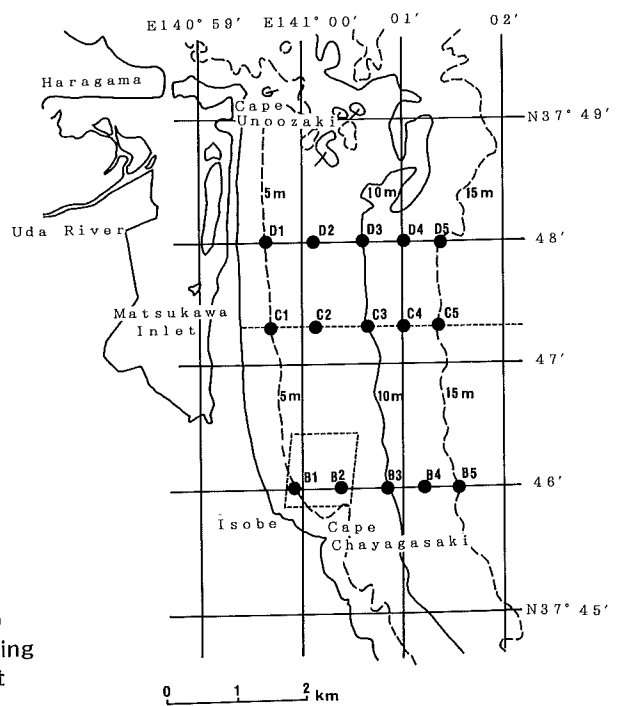 E140° 59′ E141° 00′ 01′ 02′
Haragama
Cape
Unoozaki
N37° 49′
5m 10m 15m
Uda River
D1 D2 D3 D4 D5
48′
Matsukawa
Inlet
C1 C2 C3 C4 C5
47′
5m 10m 15m
B1 B2 B3 B4 B5
46′
Isobe Cape
Chayagasaki
N37° 45′
ing
t
0 1 2 km